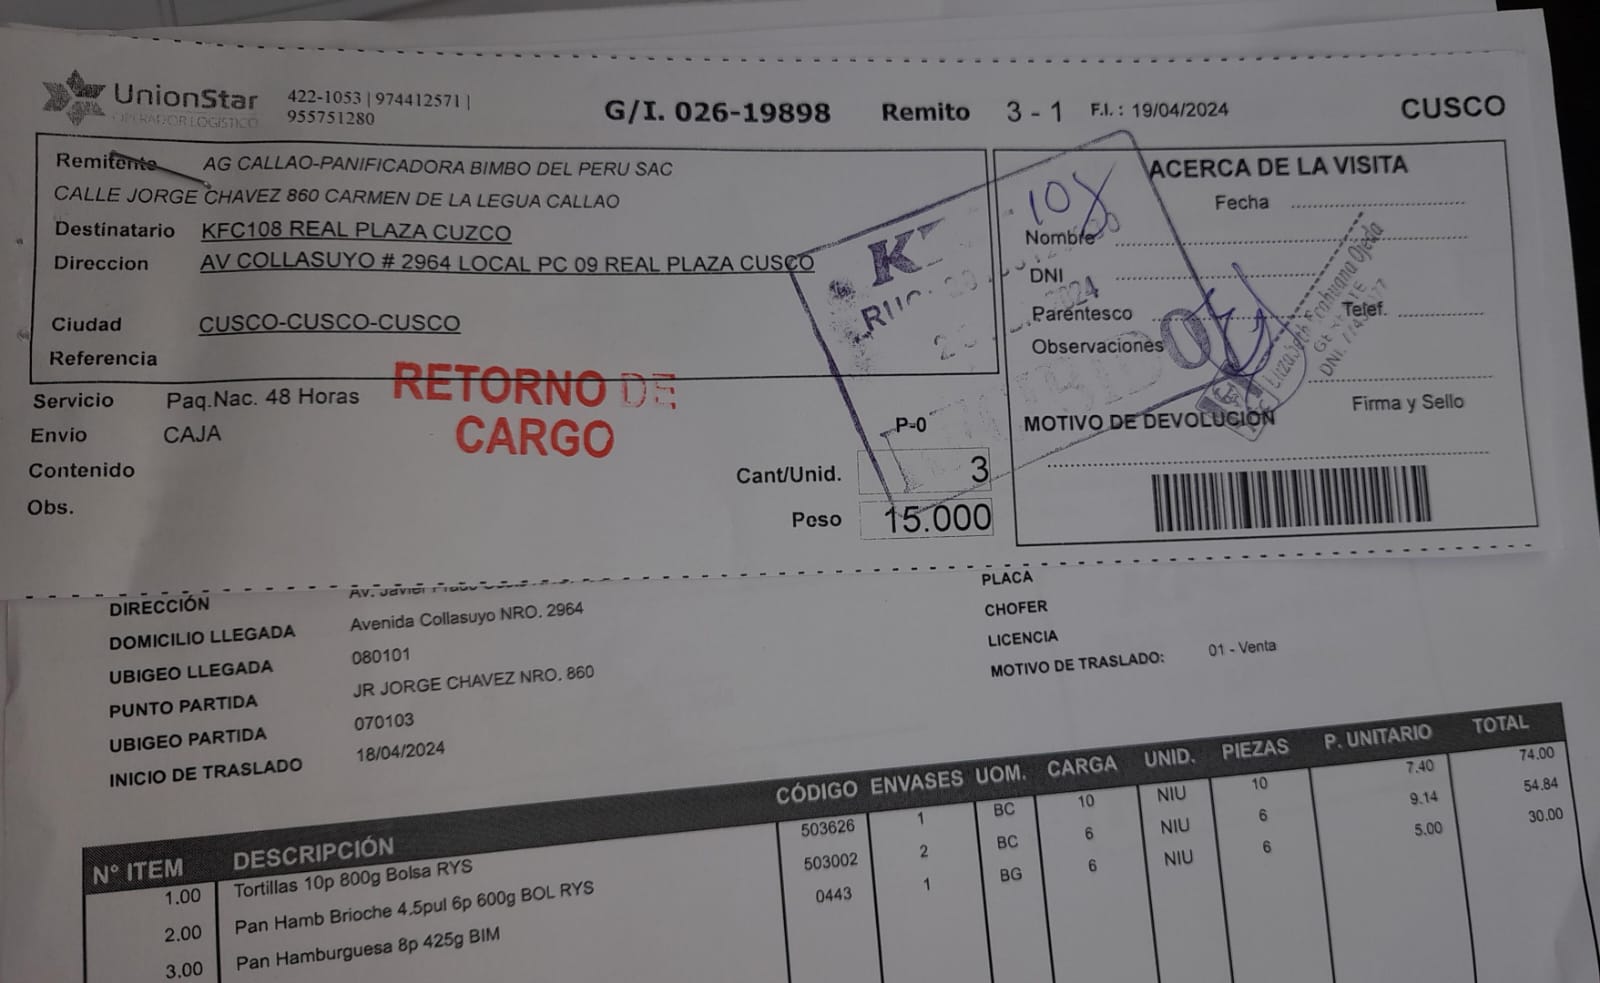 UnionStar
OPERADOR LOGÍSTICO
422-1053 | 974412571 |
955751280
G/I. 026-19898
Remito 3 - 1 F.I. : 19/04/2024
CUSCO
Remitente AG CALLAO-PANIFICADORA BIMBO DEL PERU SAC
CALLE JORGE CHAVEZ 860 CARMEN DE LA LEGUA CALLAO
Destinatario KFC108 REAL PLAZA CUZCO
Direccion AV COLLASUYO # 2964 LOCAL PC 09 REAL PLAZA CUSCO
Ciudad CUSCO-CUSCO-CUSCO
Referencia
Servicio Paq.Nac. 48 Horas
Envio CAJA
Contenido
Obs.
RETORNO DE
CARGO
P-0
Cant/Unid. 3
Peso 15.000
ACERCA DE LA VISITA
108
Fecha
Nombre
DNI
Parentesco
Telef.
Observaciones
Firma y Sello
MOTIVO DE DEVOLUCIÓN
RUC:
GERENTE
DNI.
DIRECCIÓN
DOMICILIO LLEGADA Avenida Collasuyo NRO. 2964
UBIGEO LLEGADA 080101
PUNTO PARTIDA JR JORGE CHAVEZ NRO. 860
UBIGEO PARTIDA 070103
INICIO DE TRASLADO 18/04/2024
PLACA
CHOFER
LICENCIA
MOTIVO DE TRASLADO: 01 - Venta
N° ITEM DESCRIPCIÓN CÓDIGO ENVASES UOM. CARGA UNID. PIEZAS P. UNITARIO TOTAL
1.00 Tortillas 10p 800g Bolsa RYS 503626 1 BC 10 NIU 10 7.40 74.00
2.00 Pan Hamb Brioche 4.5pul 6p 600g BOL RYS 503002 2 BC 6 NIU 6 9.14 54.84
3.00 Pan Hamburguesa 8p 425g BIM 0443 1 BG 6 NIU 6 5.00 30.00